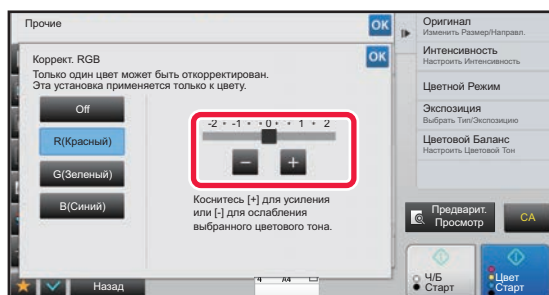 Прочие
OK
Коррект. RGB
OK
Только один цвет может быть откорректирован.
Эта установка применяется только к цвету.
Off
R(Красный)
G(Зеленый)
B(Синий)
-2 • -1 • 0 • 1 • 2
Коснитесь [+] для усиления
или [-] для ослабления
выбранного цветового тона.
Назад
4 A4
Оригинал
Изменить Размер/Направл.
Интенсивность
Настроить Интенсивность
Цветной Режим
Экспозиция
Выбрать Тип/Экспозицию
Цветовой Баланс
Настроить Цветовой Тон
Предварит.
Просмотр
CA
Ч/Б
Старт
Цвет
Старт